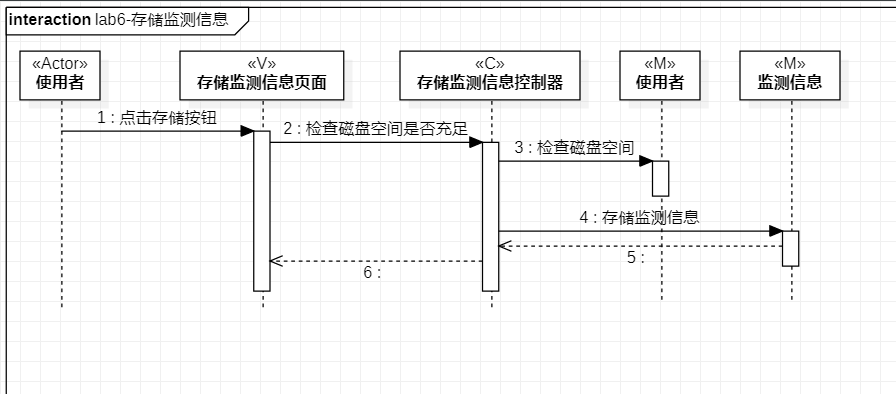 interaction lab6-存储监测信息
«Actor»
使用者
«V»
存储监测信息页面
«C»
存储监测信息控制器
«M»
使用者
«M»
监测信息
1 : 点击存储按钮
2 : 检查磁盘空间是否充足
3 : 检查磁盘空间
4 : 存储监测信息
5 :
6 :